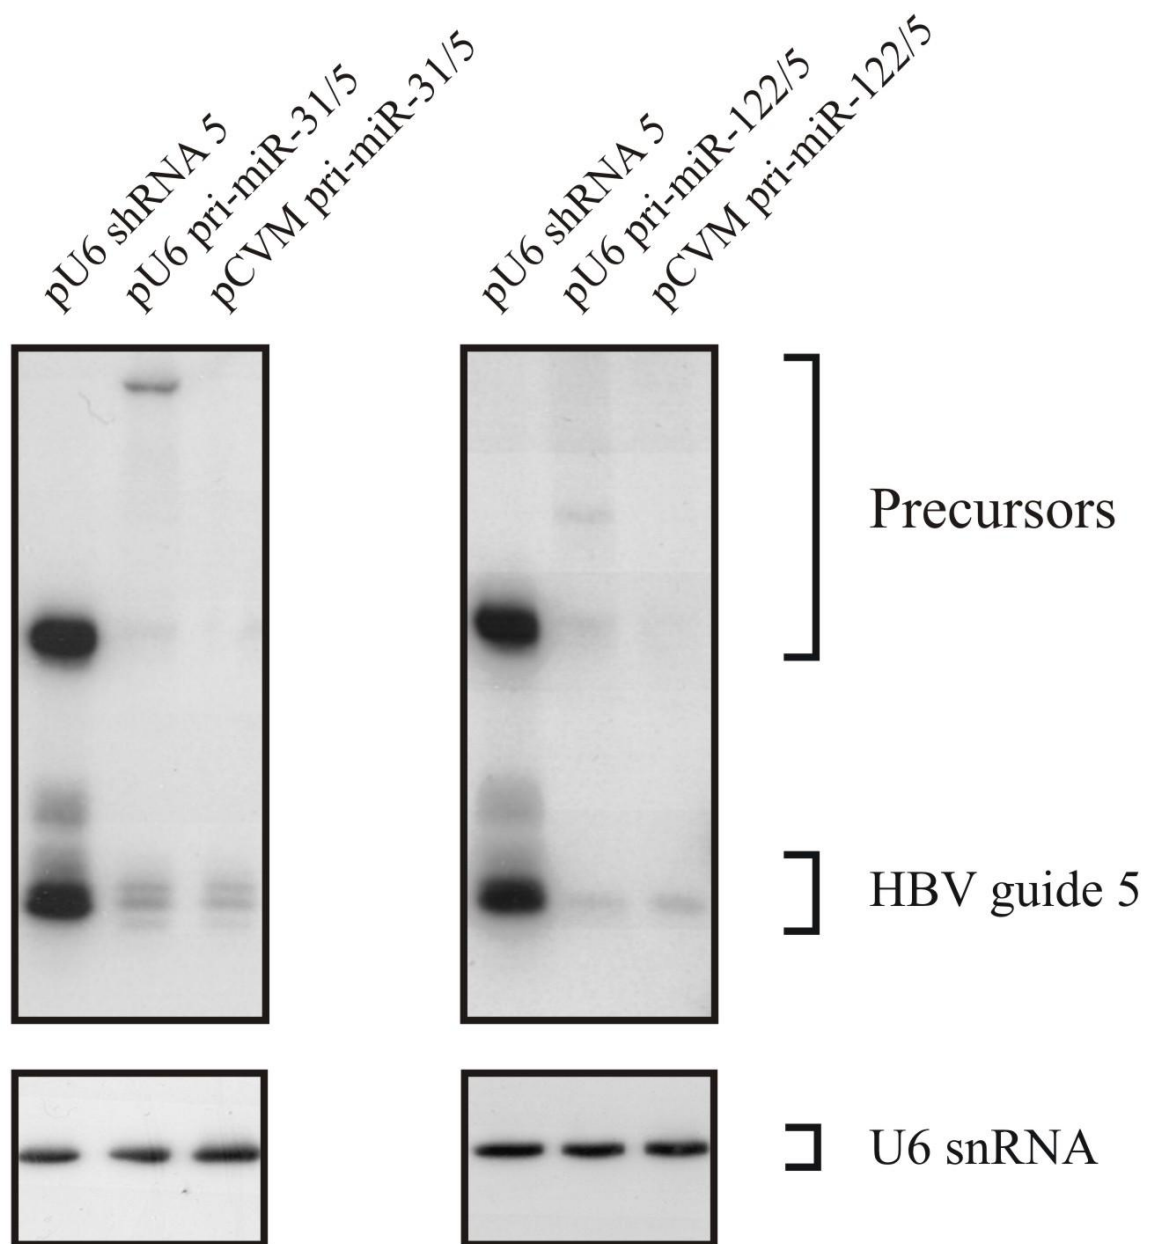 pU6 shRNA 5
pU6 pri-miR-31/5
pCVM pri-miR-31/5
pU6 shRNA 5
pU6 pri-miR-122/5
pCVM pri-miR-122/5
Precursors
HBV guide 5
U6 snRNA